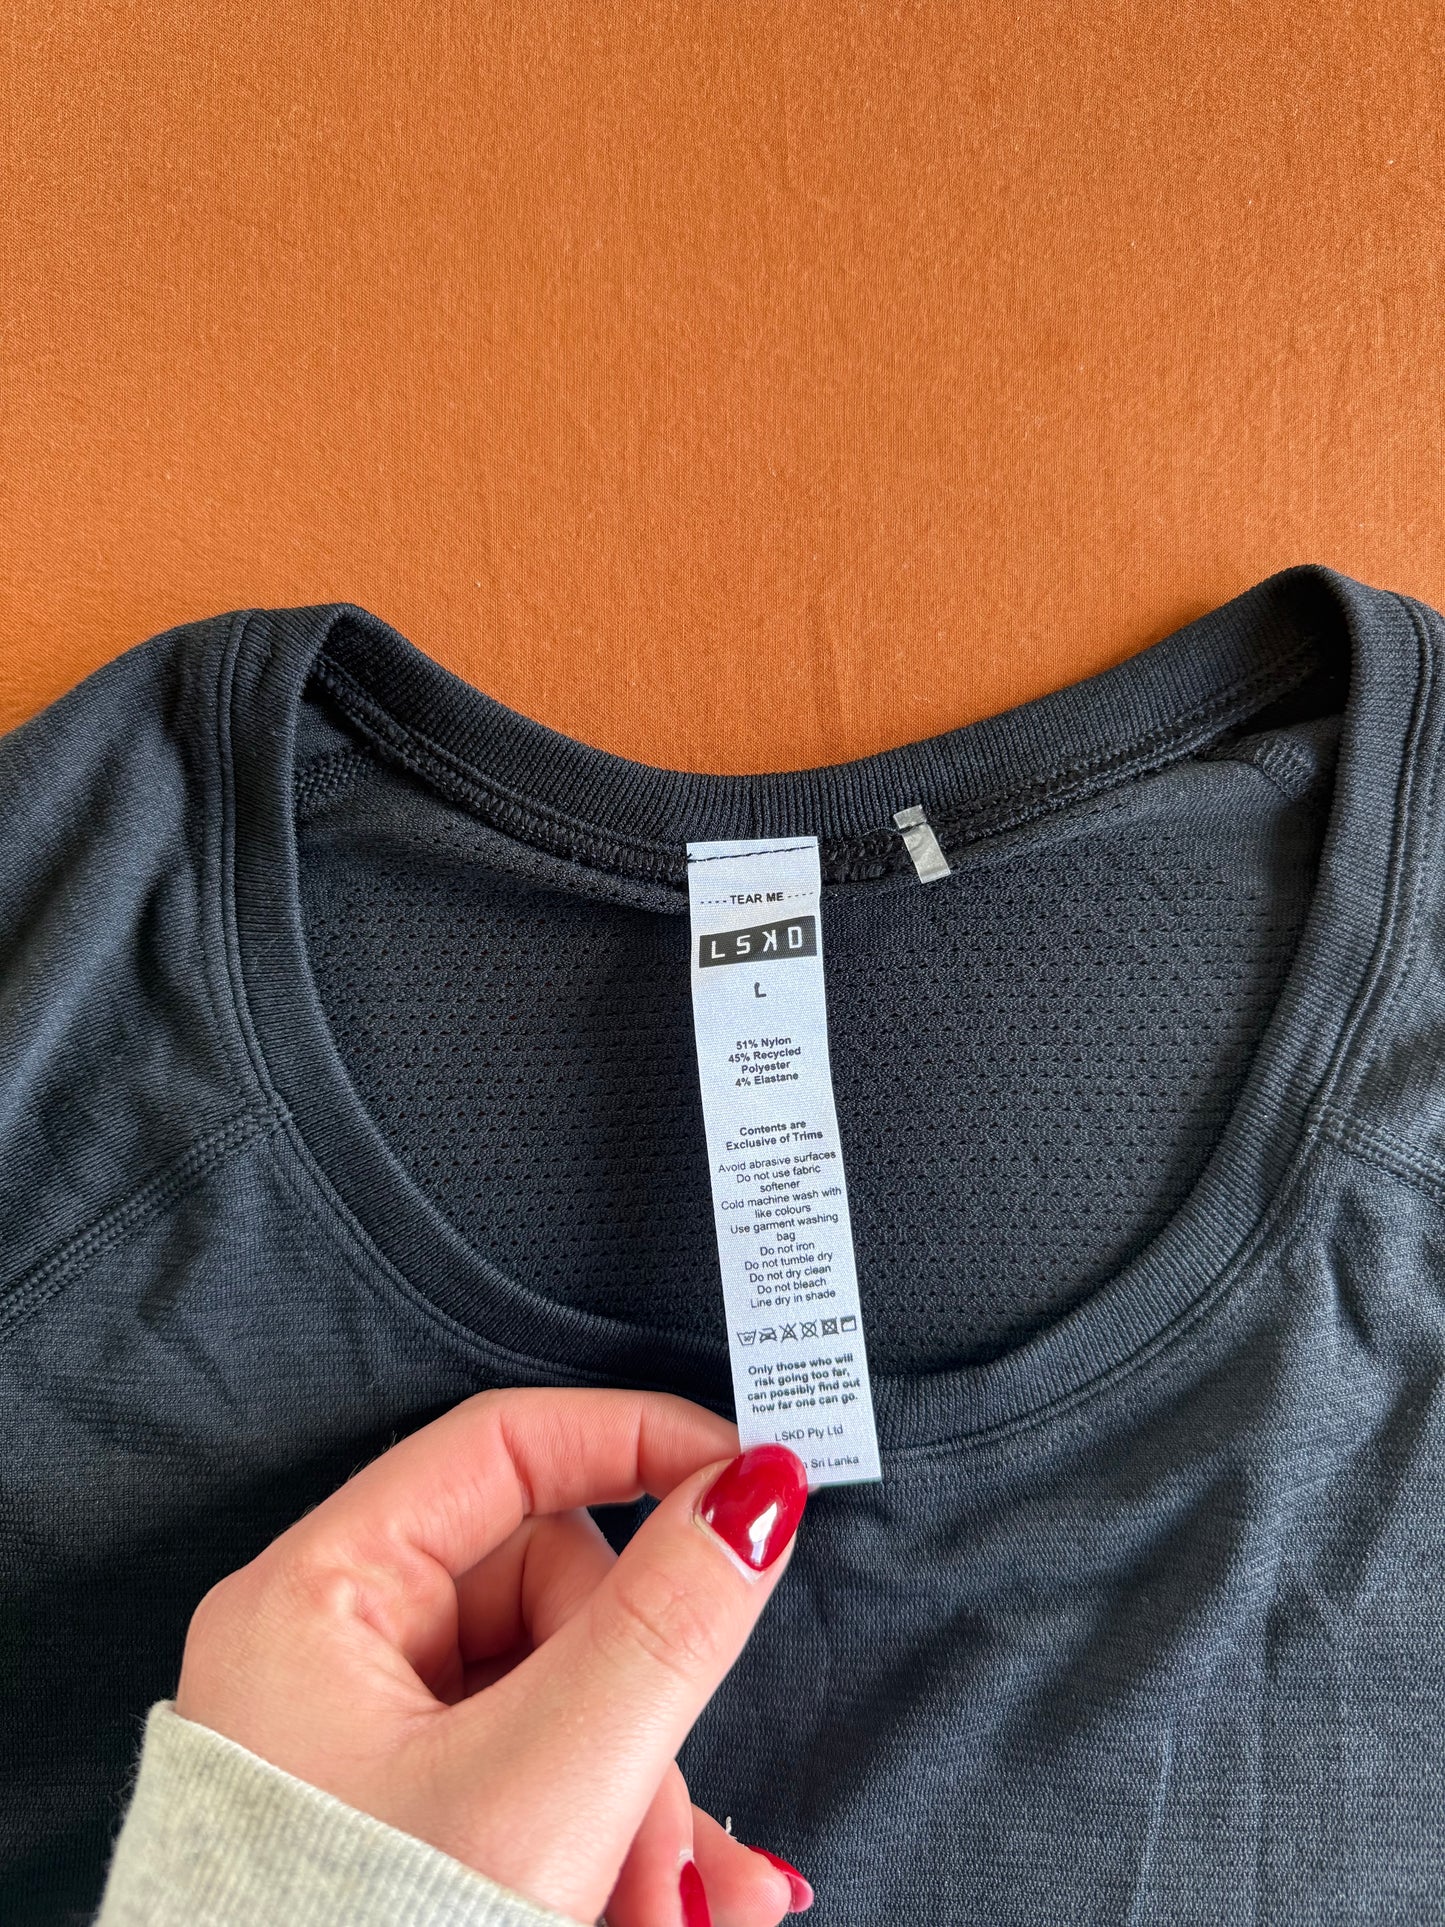 ----TEAR ME----
LSKD
L
51% Nylon
45% Recycled
Polyester
4% Elastane
Contents are
Exclusive of Trims
Avoid abrasive surfaces
Do not use fabric
softener
Cold machine wash with
like colours
Use garment washing
bag
Do not iron
Do not tumble dry
Do not dry clean
Do not bleach
Line dry in shade
Only those who will
risk going too far,
can possibly find out
how far one can go.
LSKD Pty Ltd
Sri Lanka